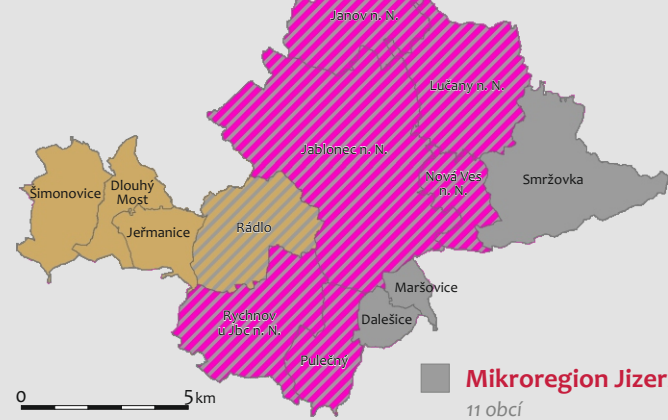 Janov n. N.
Lučany n. N.
Jablonec n. N.
Nová Ves
n. N.
Smržovka
Šimonovice
Dlouhý
Most
Jeřmanice
Rádlo
Maršovice
Dalešice
Rychnov
u Jbc n. N.
Pulečný
0 5 km
Mikroregion Jizer
11 obcí